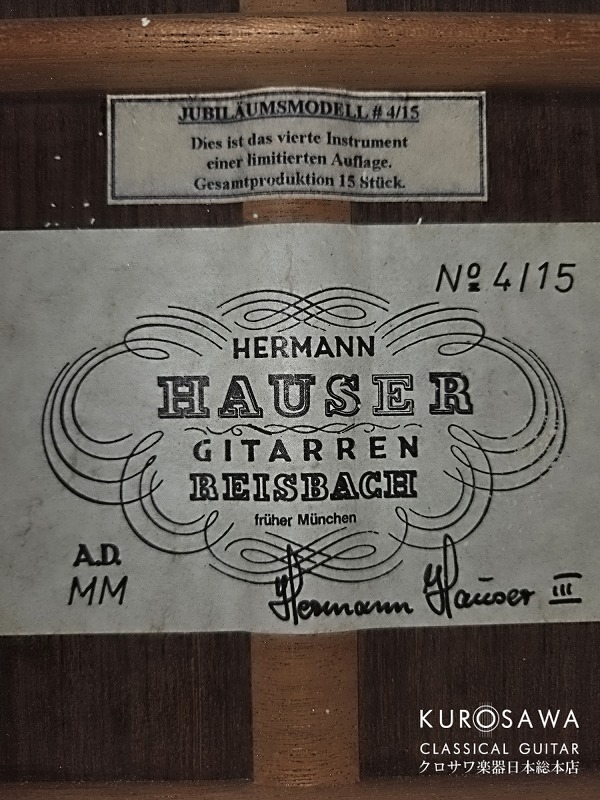 JUBILÄUMSMODELL # 4/15
Dies ist das vierte Instrument
einer limitierten Auflage.
Gesamtproduktion 15 Stück.
Nº 4/15
HERMANN
HAUSER
GITARREN
REISBACH
früher München
A.D.
MM
Hermann Hauser III
KUROSAWA
CLASSICAL GUITAR
クロサワ楽器日本総本店